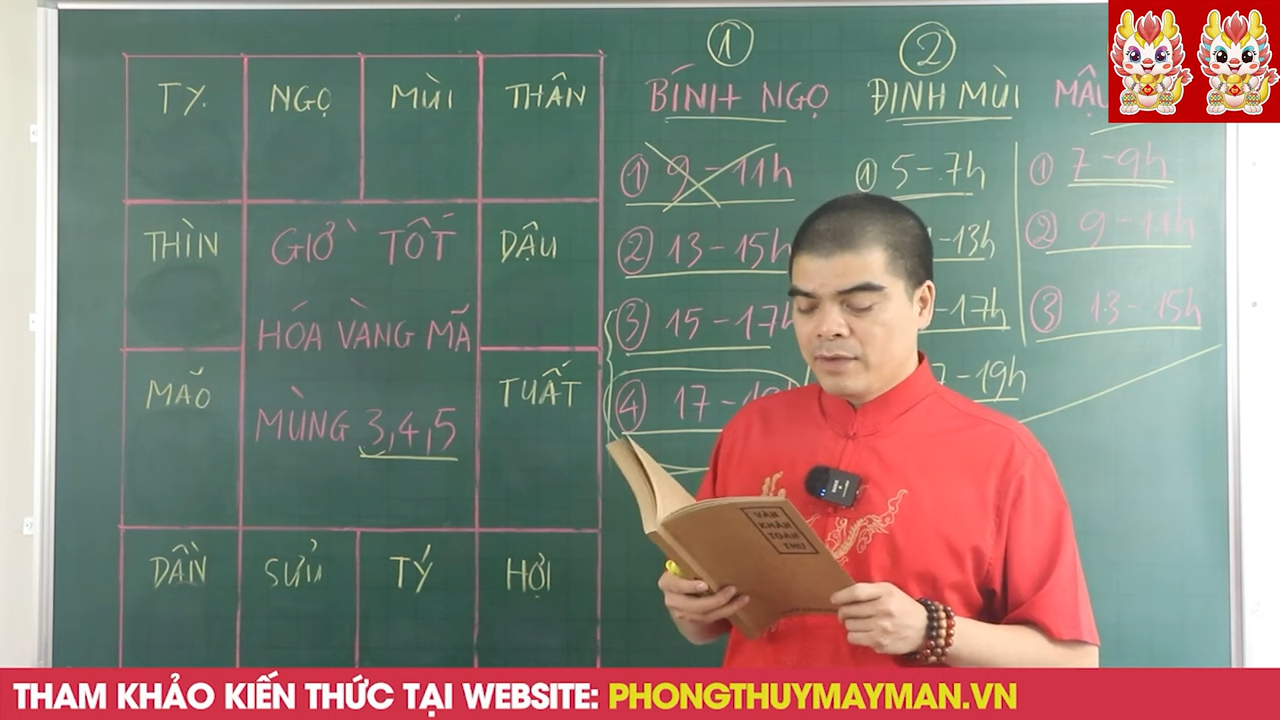 TỴ NGỌ MÙI THÂN
THÌN DẬU
MÃO TUẤT
DẦN SỬU TÝ HỢI
GIỜ TỐT
HÓA VÀNG MÃ
MÙNG 3,4,5
①
BÍNH NGỌ
① 9-11h
② 13-15h
③ 15-17h
④ 17-19h
②
ĐINH MÙI
① 5-7h
-13h
-17h
-19h
MẬU
① 7-9h
② 9-11h
③ 13-15h
VĂN
KHẤN
TOÀN
THƯ
THAM KHẢO KIẾN THỨC TẠI WEBSITE: PHONGTHUYMAYMAN.VN